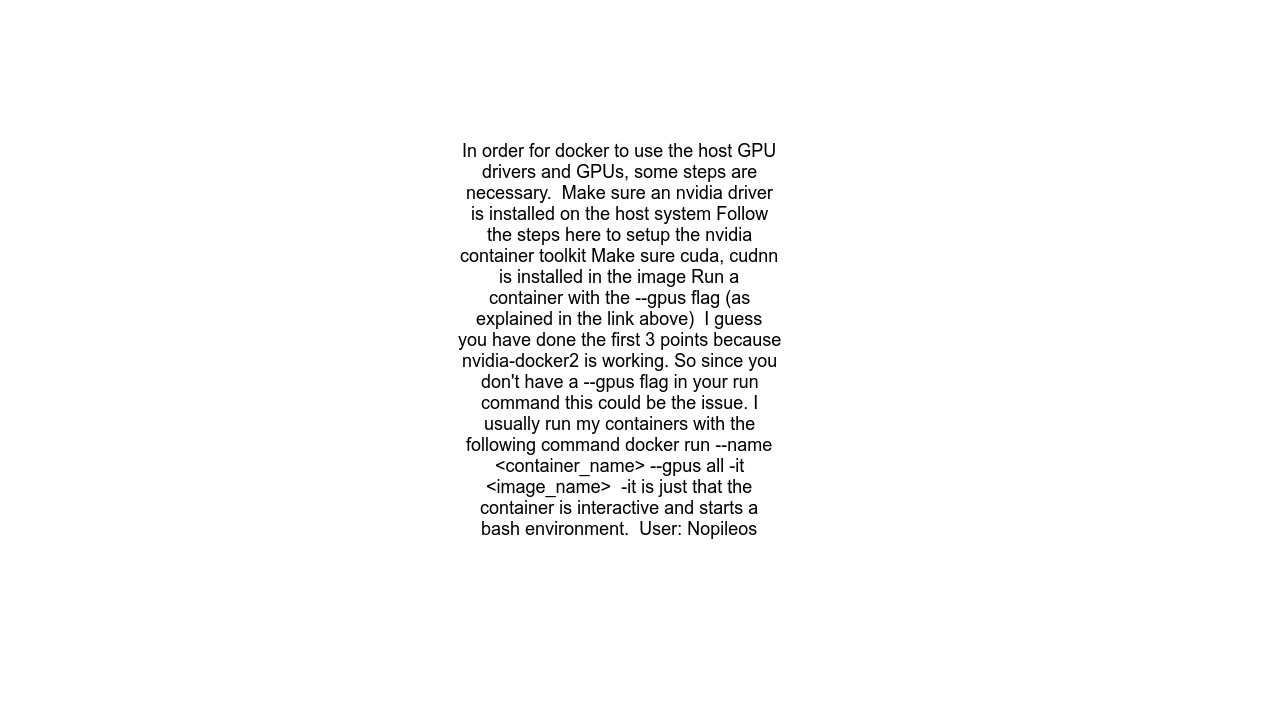 In order for docker to use the host GPU
drivers and GPUs, some steps are
necessary.  Make sure an nvidia driver
is installed on the host system Follow
the steps here to setup the nvidia
container toolkit Make sure cuda, cudnn
is installed in the image Run a
container with the --gpus flag (as
explained in the link above)  I guess
you have done the first 3 points because
nvidia-docker2 is working. So since you
don't have a --gpus flag in your run
command this could be the issue. I
usually run my containers with the
following command docker run --name
<container_name> --gpus all -it
<image_name>  -it is just that the
container is interactive and starts a
bash environment.  User: Nopileos